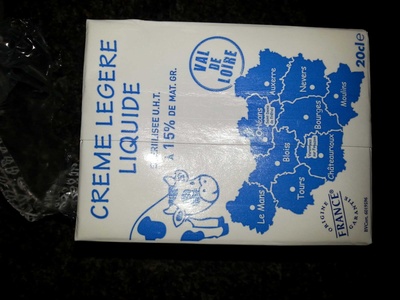 CREME LEGERE
LIQUIDE
STERILISEE U.H.T.
A 15% DE MAT. GR.
VAL
DE
LOIRE
20cl e
Auxerre
Nevers
Moulins
Orléans
Bourges
Blois
Châteauroux
Tours
Le Mans
ORIGINE
FRANCE
GARANTIE